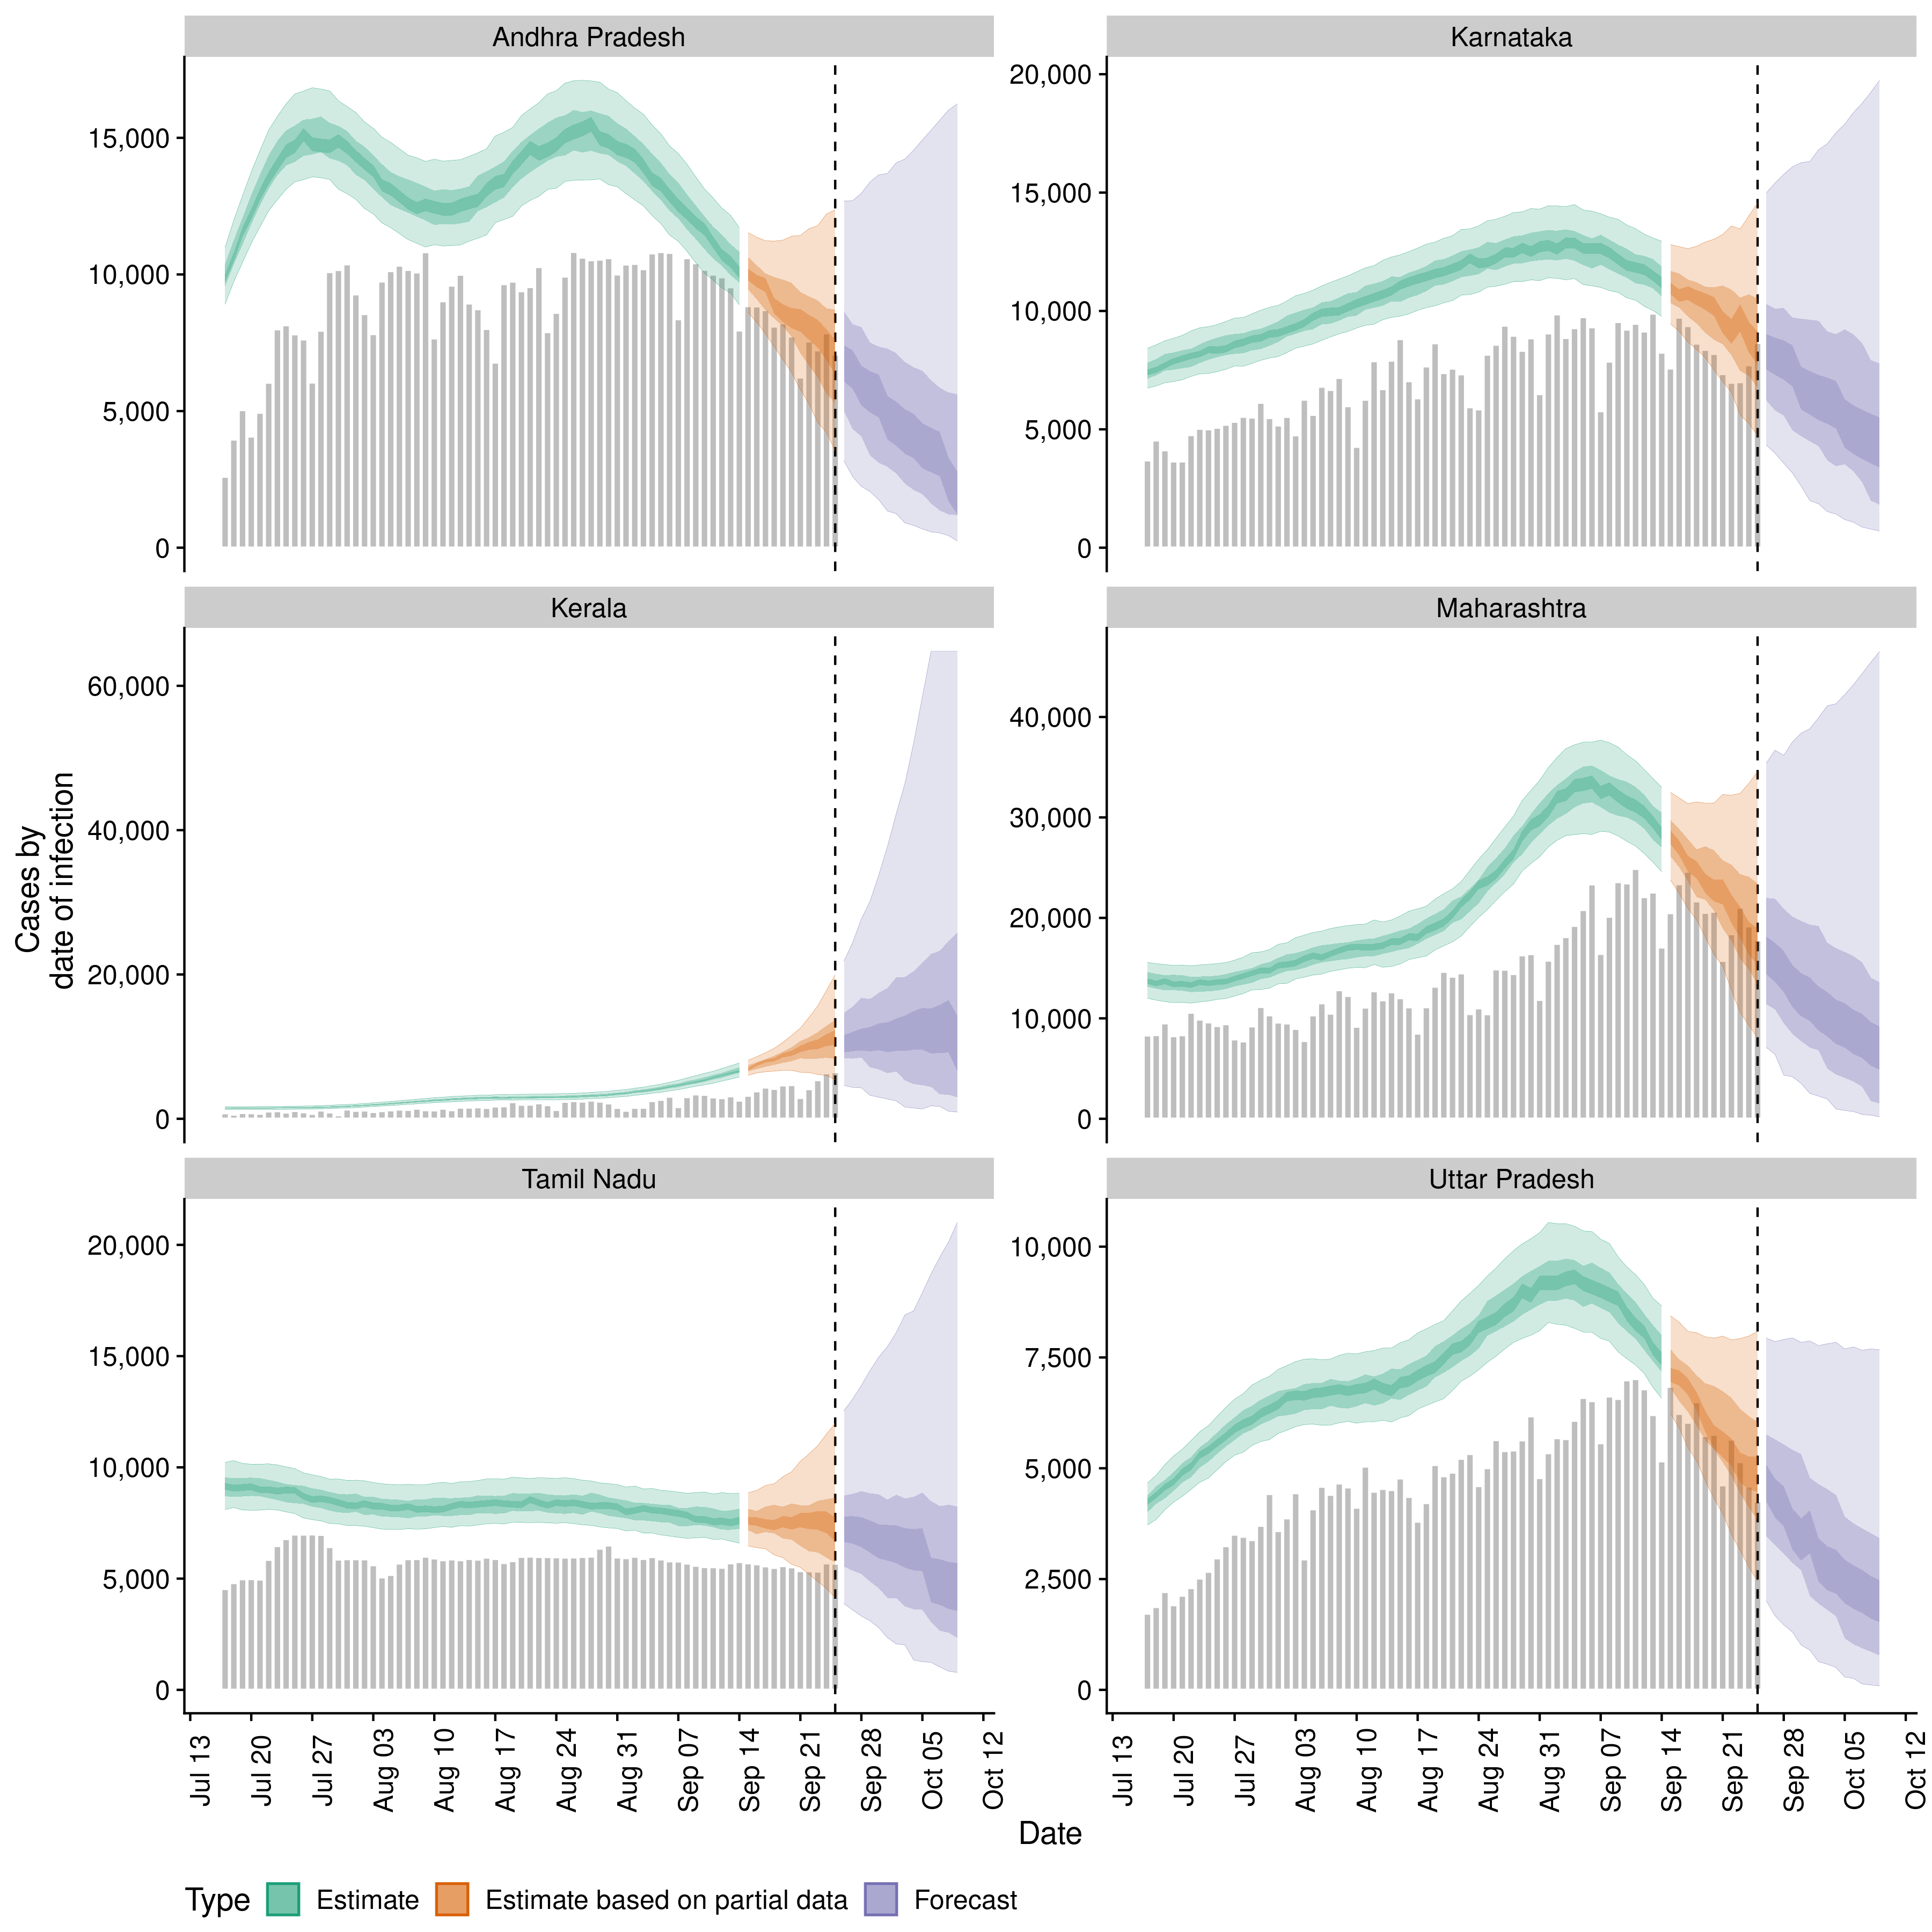 Andhra Pradesh
Karnataka
15,000
10,000
5,000
0
20,000
15,000
10,000
5,000
0
Kerala
Maharashtra
60,000
40,000
20,000
0
40,000
30,000
20,000
10,000
0
Tamil Nadu
Uttar Pradesh
20,000
15,000
10,000
5,000
0
10,000
7,500
5,000
2,500
0
Cases by
date of infection
Jul 13
Jul 20
Jul 27
Aug 03
Aug 10
Aug 17
Aug 24
Aug 31
Sep 07
Sep 14
Sep 21
Sep 28
Oct 05
Oct 12
Jul 13
Jul 20
Jul 27
Aug 03
Aug 10
Aug 17
Aug 24
Aug 31
Sep 07
Sep 14
Sep 21
Sep 28
Oct 05
Oct 12
Date
Type
Estimate
Estimate based on partial data
Forecast